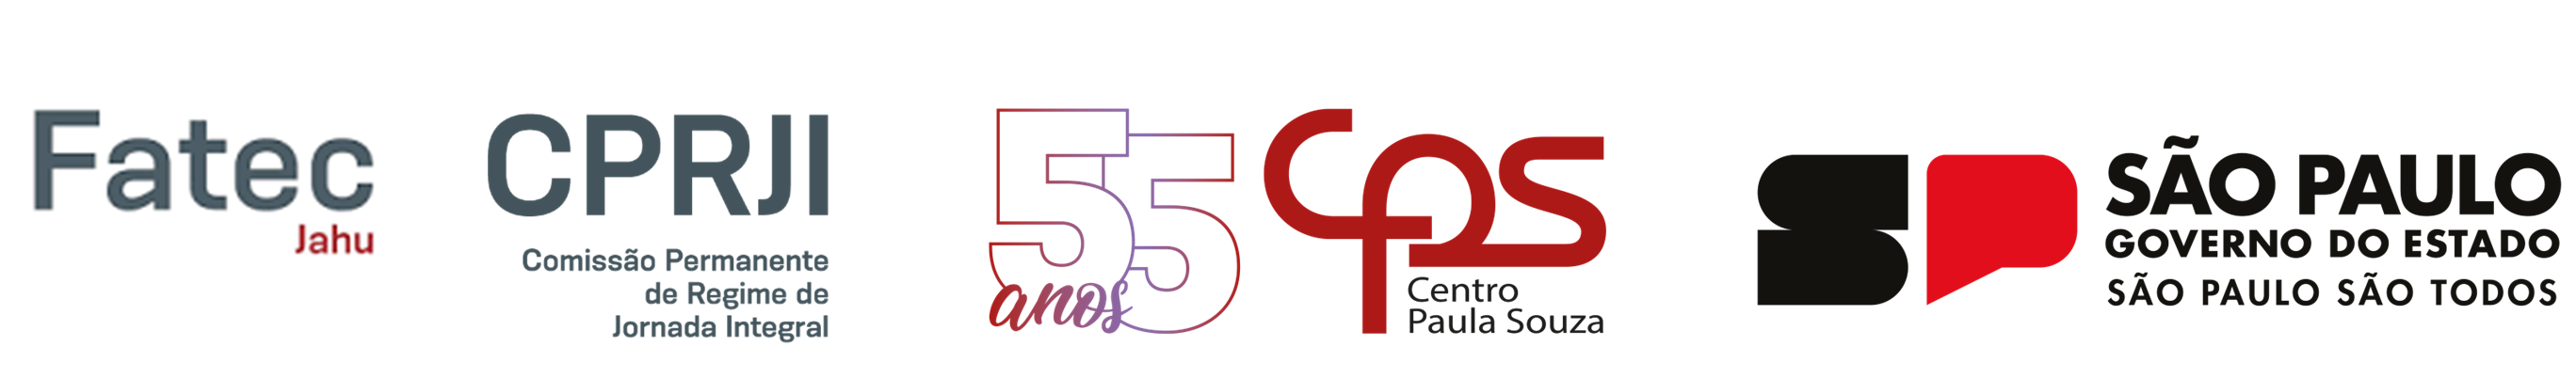 Fatec
Jahu
CPRJI
Comissão Permanente
de Regime de
Jornada Integral
55
anos
cps
Centro
Paula Souza
SP
SÃO PAULO
GOVERNO DO ESTADO
SÃO PAULO SÃO TODOS